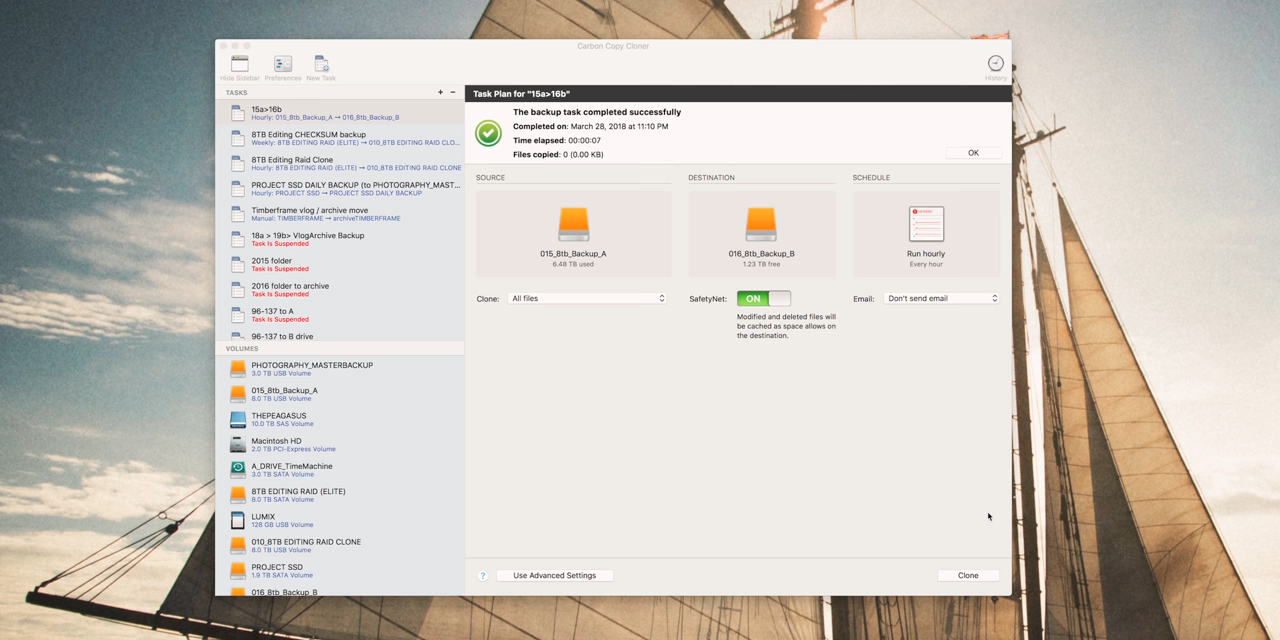 Carbon Copy Cloner
Hide Sidebar
Preferences
New Task
History
TASKS
+ −
15a>16b
Hourly: 015_8tb_Backup_A → 016_8tb_Backup_B
8TB Editing CHECKSUM backup
Weekly: 8TB EDITING RAID (ELITE) → 010_8TB EDITING RAID CLO...
8TB Editing Raid Clone
Hourly: 8TB EDITING RAID (ELITE) → 010_8TB EDITING RAID CLONE
PROJECT SSD DAILY BACKUP (to PHOTOGRAPHY_MAST...
Hourly: PROJECT SSD → PROJECT SSD DAILY BACKUP
Timberframe vlog / archive move
Manual: TIMBERFRAME → archiveTIMBERFRAME
18a > 19b> VlogArchive Backup
Task Is Suspended
2015 folder
Task Is Suspended
2016 folder to archive
Task Is Suspended
96-137 to A
Task Is Suspended
96-137 to B drive
VOLUMES
PHOTOGRAPHY_MASTERBACKUP
3.0 TB USB Volume
015_8tb_Backup_A
8.0 TB USB Volume
THEPEAGASUS
10.0 TB SAS Volume
Macintosh HD
2.0 TB PCI-Express Volume
A_DRIVE_TimeMachine
3.0 TB SATA Volume
8TB EDITING RAID (ELITE)
8.0 TB SATA Volume
LUMIX
128 GB USB Volume
010_8TB EDITING RAID CLONE
8.0 TB USB Volume
PROJECT SSD
1.9 TB SATA Volume
016_8tb_Backup_B
Task Plan for "15a>16b"
The backup task completed successfully
Completed on: March 28, 2018 at 11:10 PM
Time elapsed: 00:00:07
Files copied: 0 (0.00 KB)
OK
SOURCE
DESTINATION
SCHEDULE
015_8tb_Backup_A
6.48 TB used
016_8tb_Backup_B
1.23 TB free
Run hourly
Every hour
Clone: All files
SafetyNet: ON
Modified and deleted files will
be cached as space allows on
the destination.
Email: Don't send email
?
Use Advanced Settings
Clone